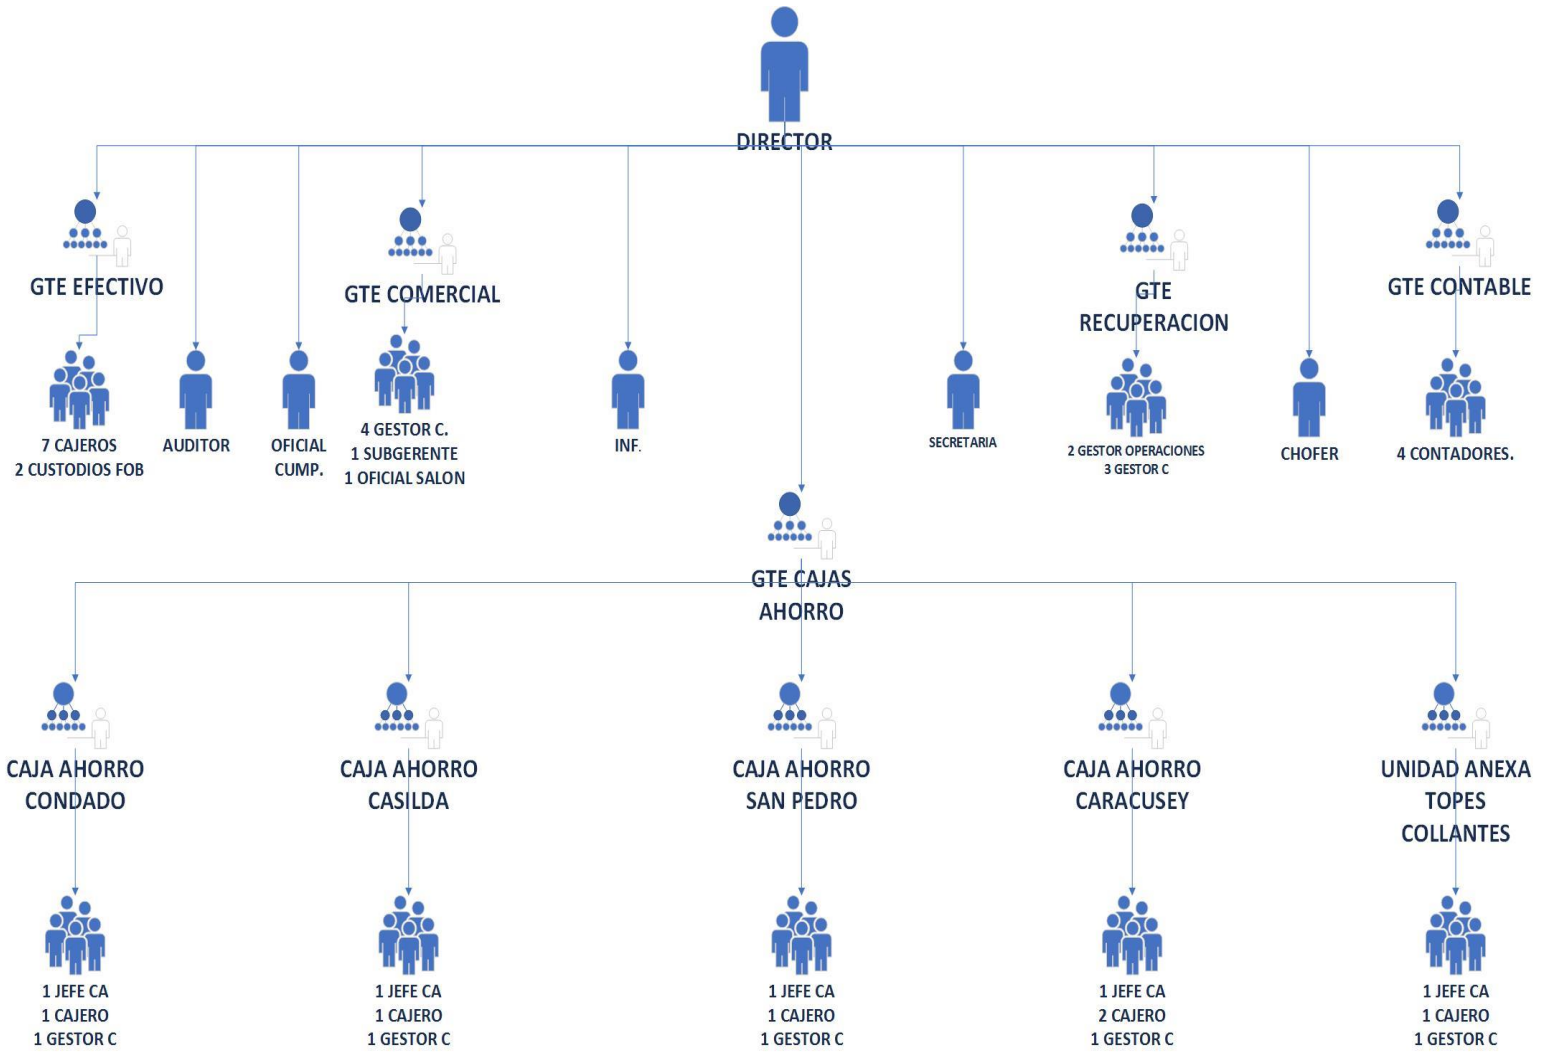 DIRECTOR
GTE EFECTIVO
GTE COMERCIAL
GTE
RECUPERACION
GTE CONTABLE
7 CAJEROS
2 CUSTODIOS FOB
AUDITOR
OFICIAL
CUMP.
4 GESTOR C.
1 SUBGERENTE
1 OFICIAL SALON
INF.
SECRETARIA
2 GESTOR OPERACIONES
3 GESTOR C
CHOFER
4 CONTADORES.
GTE CAJAS
AHORRO
CAJA AHORRO
CONDADO
CAJA AHORRO
CASILDA
CAJA AHORRO
SAN PEDRO
CAJA AHORRO
CARACUSEY
UNIDAD ANEXA
TOPES
COLLANTES
1 JEFE CA
1 CAJERO
1 GESTOR C
1 JEFE CA
1 CAJERO
1 GESTOR C
1 JEFE CA
1 CAJERO
1 GESTOR C
1 JEFE CA
2 CAJERO
1 GESTOR C
1 JEFE CA
1 CAJERO
1 GESTOR C